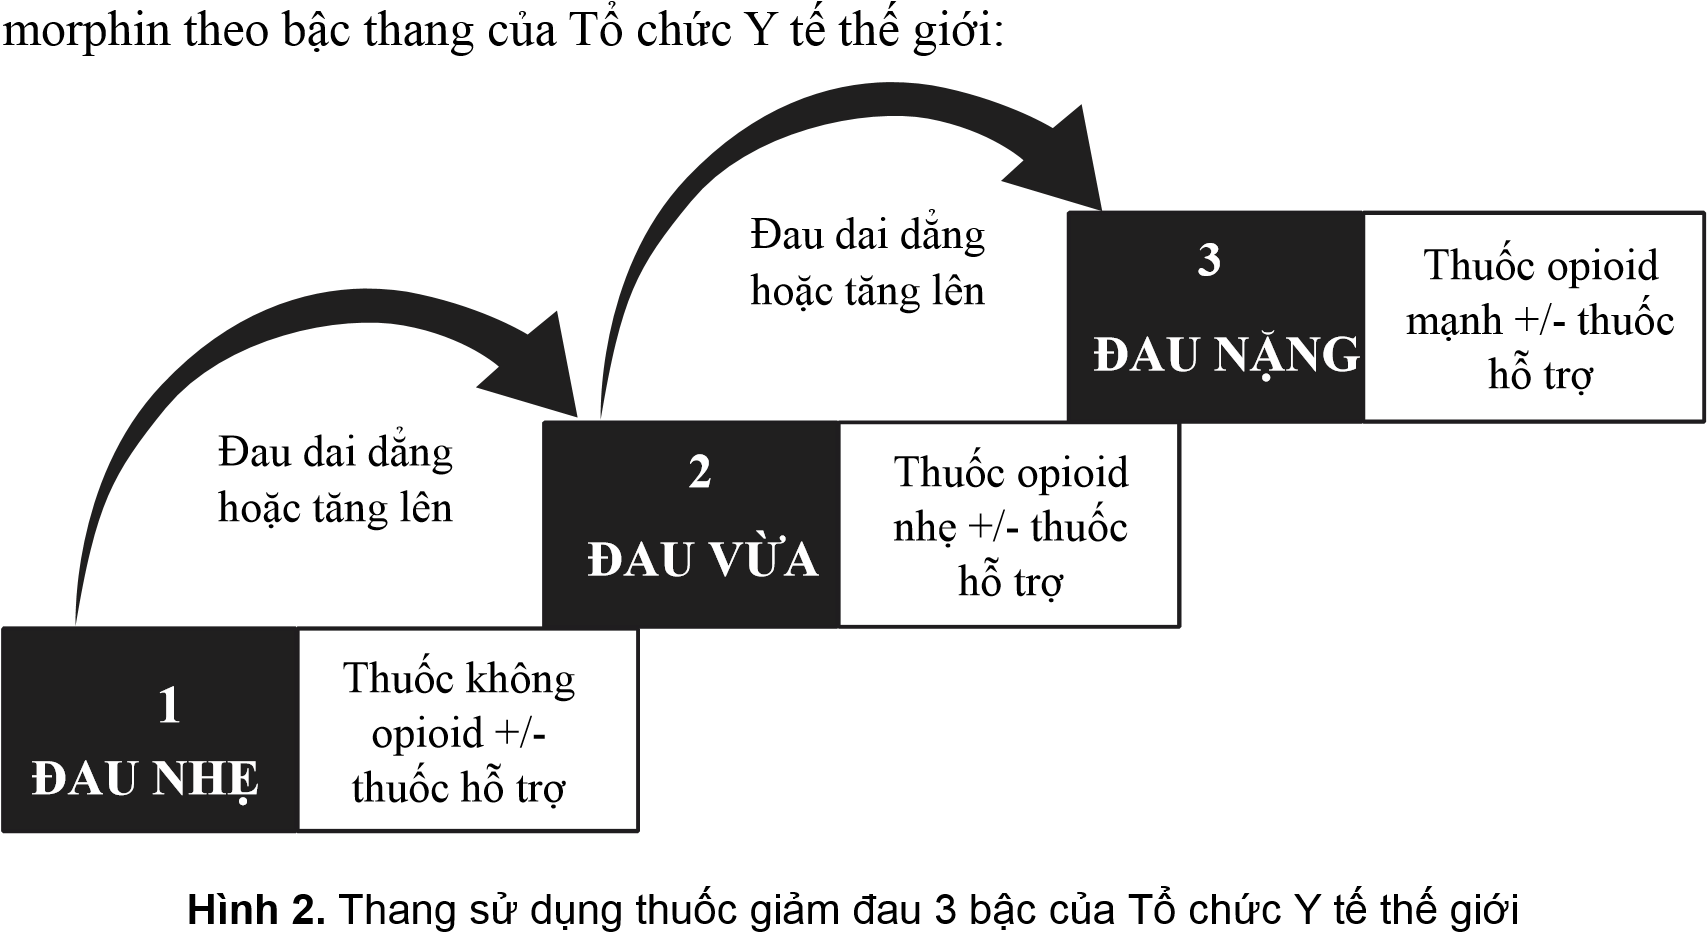 morphin theo bậc thang của Tổ chức Y tế thế giới:
Đau dai dẳng
hoặc tăng lên
3
ĐAU NẶNG
Thuốc opioid
mạnh +/- thuốc
hỗ trợ
Đau dai dẳng
hoặc tăng lên
2
ĐAU VỪA
Thuốc opioid
nhẹ +/- thuốc
hỗ trợ
1
ĐAU NHẸ
Thuốc không
opioid +/-
thuốc hỗ trợ
Hình 2. Thang sử dụng thuốc giảm đau 3 bậc của Tổ chức Y tế thế giới